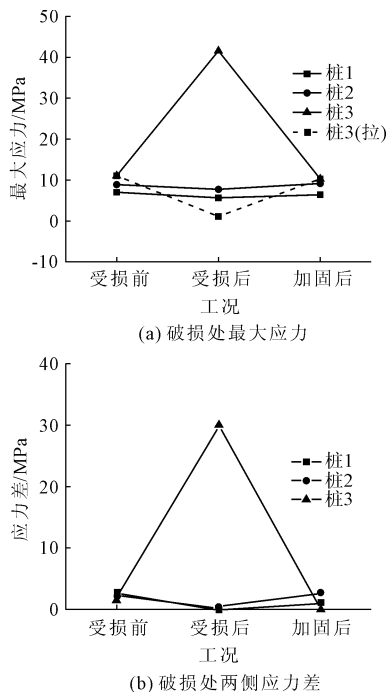 50
40
30
20
10
0
-10
最大应力/MPa
桩1
桩2
桩3
桩3(拉)
受损前 受损后 加固后
工况
(a) 破损处最大应力
40
30
20
10
0
应力差/MPa
桩1
桩2
桩3
受损前 受损后 加固后
工况
(b) 破损处两侧应力差